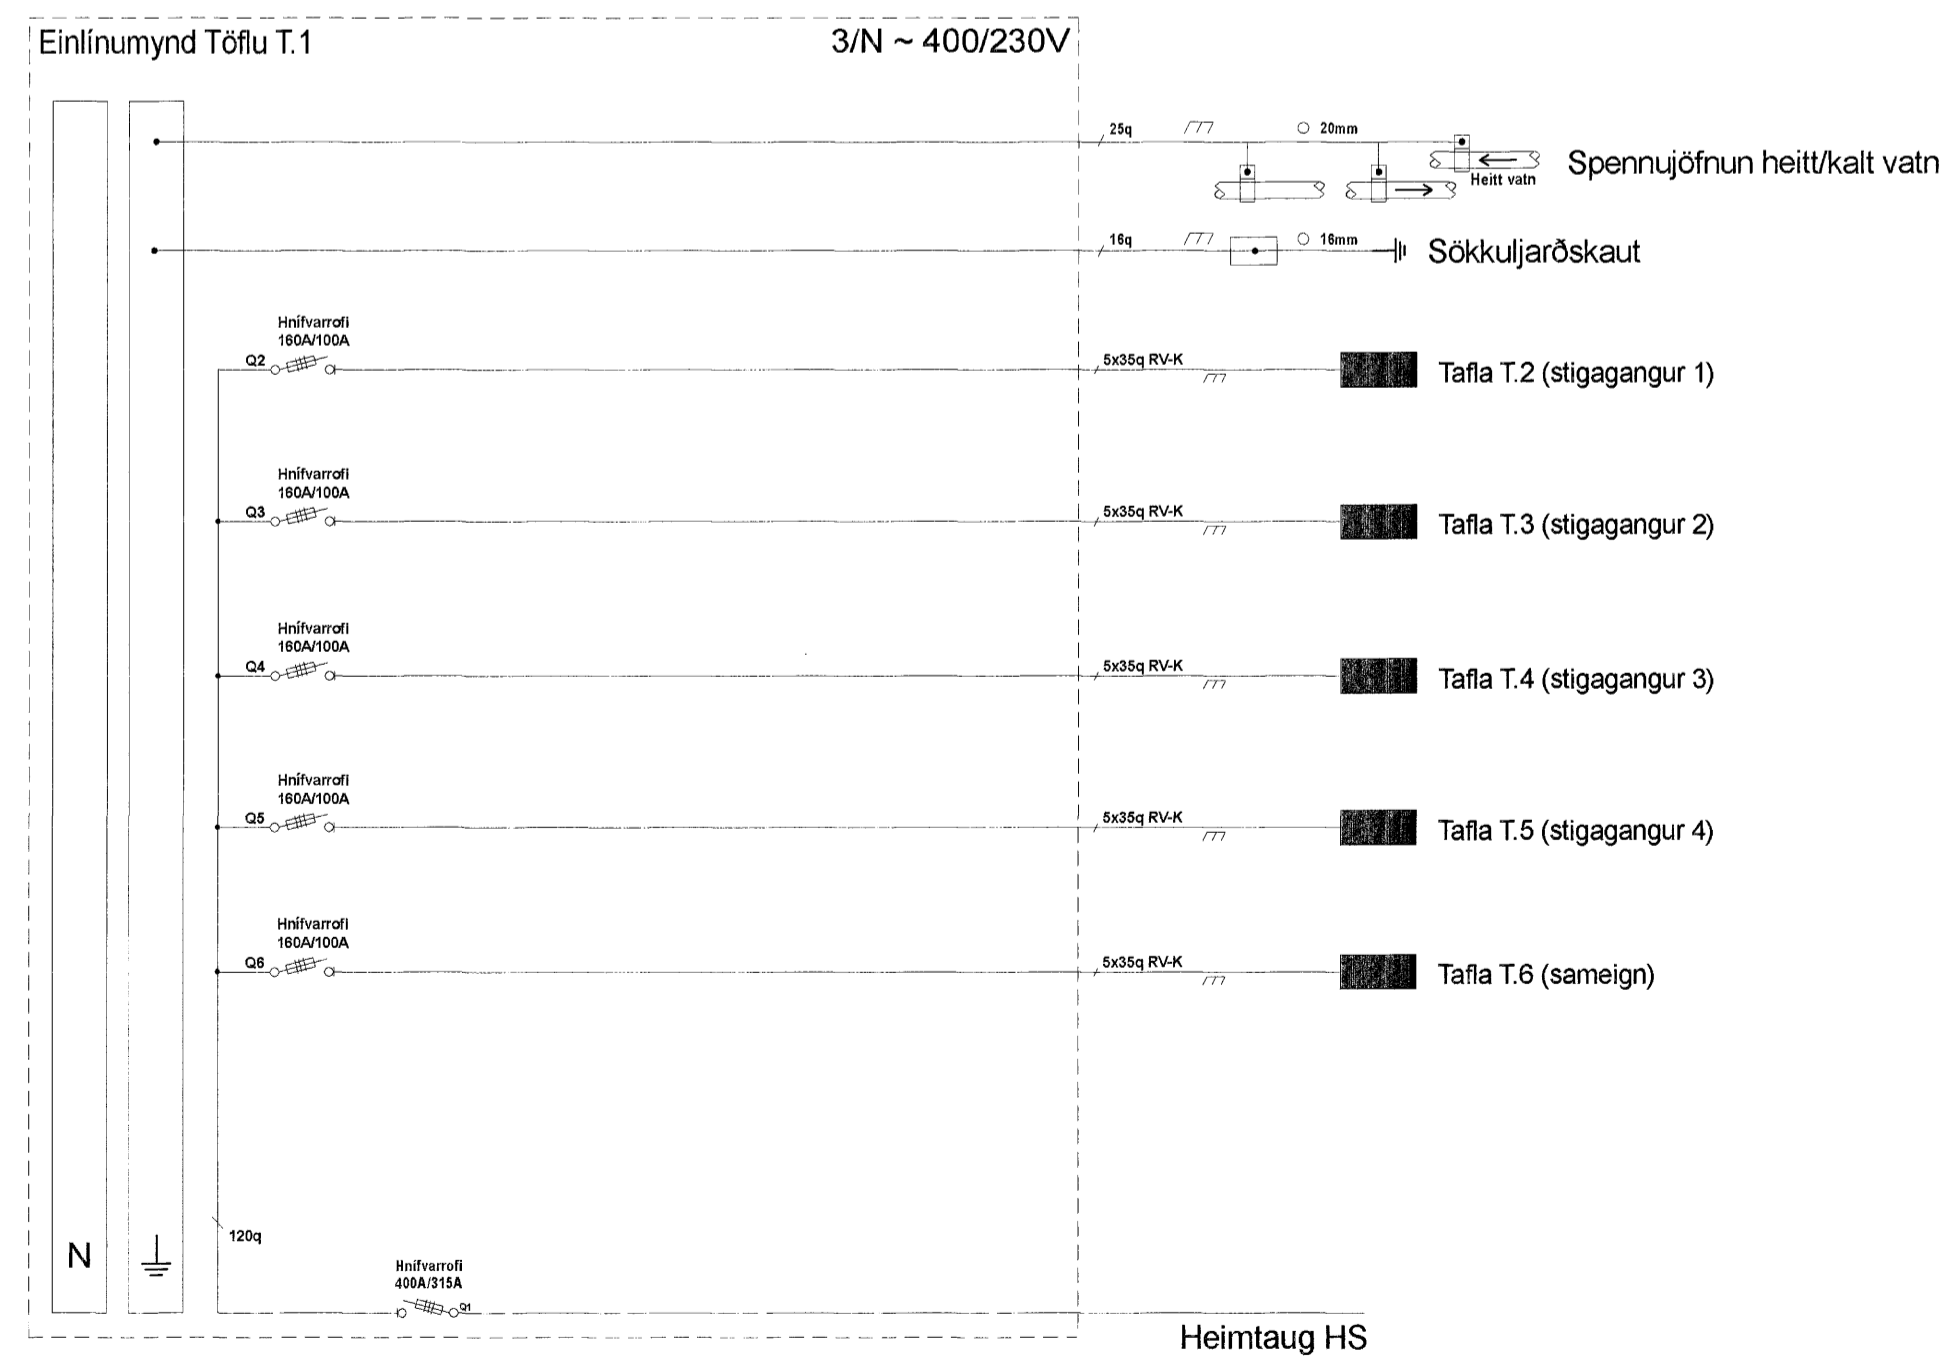 Einlínumynd Töflu T.1
3/N ~ 400/230V
25q
20mm
Heitt vatn
Spennujöfnun heitt/kalt vatn
16q
16mm
Sökkuljarðskaut
Hnífvarrofi
160A/100A
Q2
5x35q RV-K
Tafla T.2 (stigagangur 1)
Hnífvarrofi
160A/100A
Q3
5x35q RV-K
Tafla T.3 (stigagangur 2)
Hnífvarrofi
160A/100A
Q4
5x35q RV-K
Tafla T.4 (stigagangur 3)
Hnífvarrofi
160A/100A
Q5
5x35q RV-K
Tafla T.5 (stigagangur 4)
Hnífvarrofi
160A/100A
Q6
5x35q RV-K
Tafla T.6 (sameign)
120q
N
Hnífvarrofi
400A/315A
Q1
Heimtaug HS